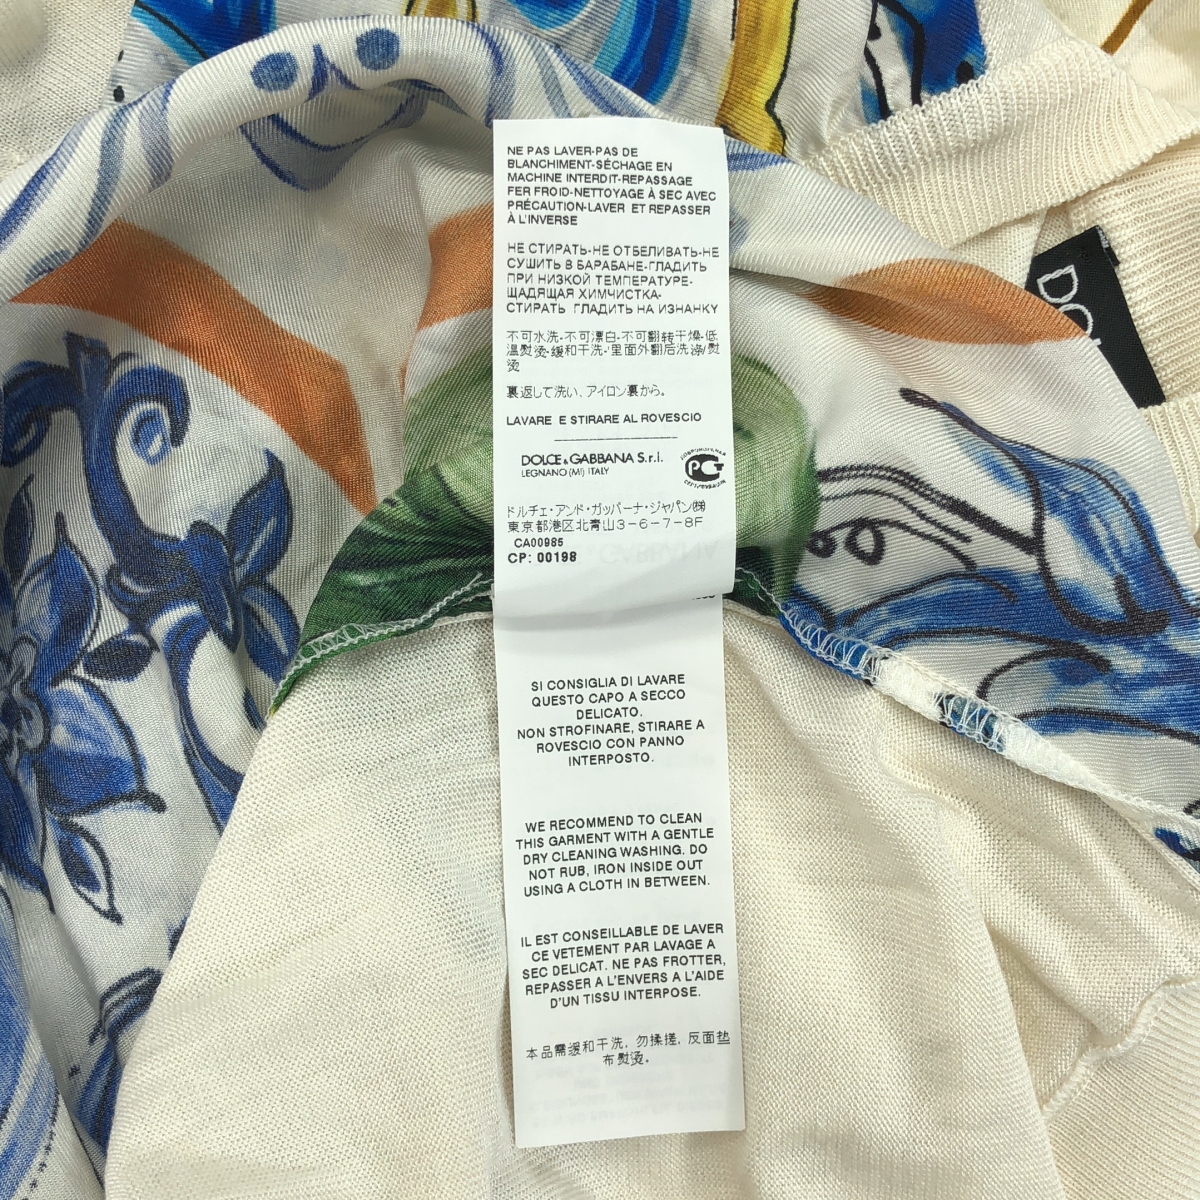 NE PAS LAVER-PAS DE
BLANCHIMENT-SÉCHAGE EN
MACHINE INTERDIT-REPASSAGE
FER FROID-NETTOYAGE À SEC AVEC
PRÉCAUTION-LAVER ET REPASSER
À L'INVERSE
НЕ СТИРАТЬ-НЕ ОТБЕЛИВАТЬ-НЕ
СУШИТЬ В БАРАБАНЕ-ГЛАДИТЬ
ПРИ НИЗКОЙ ТЕМПЕРАТУРЕ-
ЩАДЯЩАЯ ХИМЧИСТКА-
СТИРАТЬ ГЛАДИТЬ НА ИЗНАНКУ
不可水洗-不可漂白-不可翻转干燥-低
温熨烫-缓和干洗-里面外翻后洗涤/熨
烫
裏返して洗い、アイロン裏から。
LAVARE E STIRARE AL ROVESCIO
DOLCE & GABBANA S.r.l.
LEGNANO (MI) ITALY
ドルチェ・アンド・ガッバーナ・ジャパン㈱
東京都港区北青山3-6-7-8F
CA00985
CP: 00198
SI CONSIGLIA DI LAVARE
QUESTO CAPO A SECCO
DELICATO.
NON STROFINARE, STIRARE A
ROVESCIO CON PANNO
INTERPOSTO.
WE RECOMMEND TO CLEAN
THIS GARMENT WITH A GENTLE
DRY CLEANING WASHING. DO
NOT RUB, IRON INSIDE OUT
USING A CLOTH IN BETWEEN.
IL EST CONSEILLABLE DE LAVER
CE VETEMENT PAR LAVAGE A
SEC DELICAT. NE PAS FROTTER,
REPASSER A L'ENVERS A L'AIDE
D'UN TISSU INTERPOSE.
本品需缓和干洗, 勿揉搓, 反面垫
布熨烫。